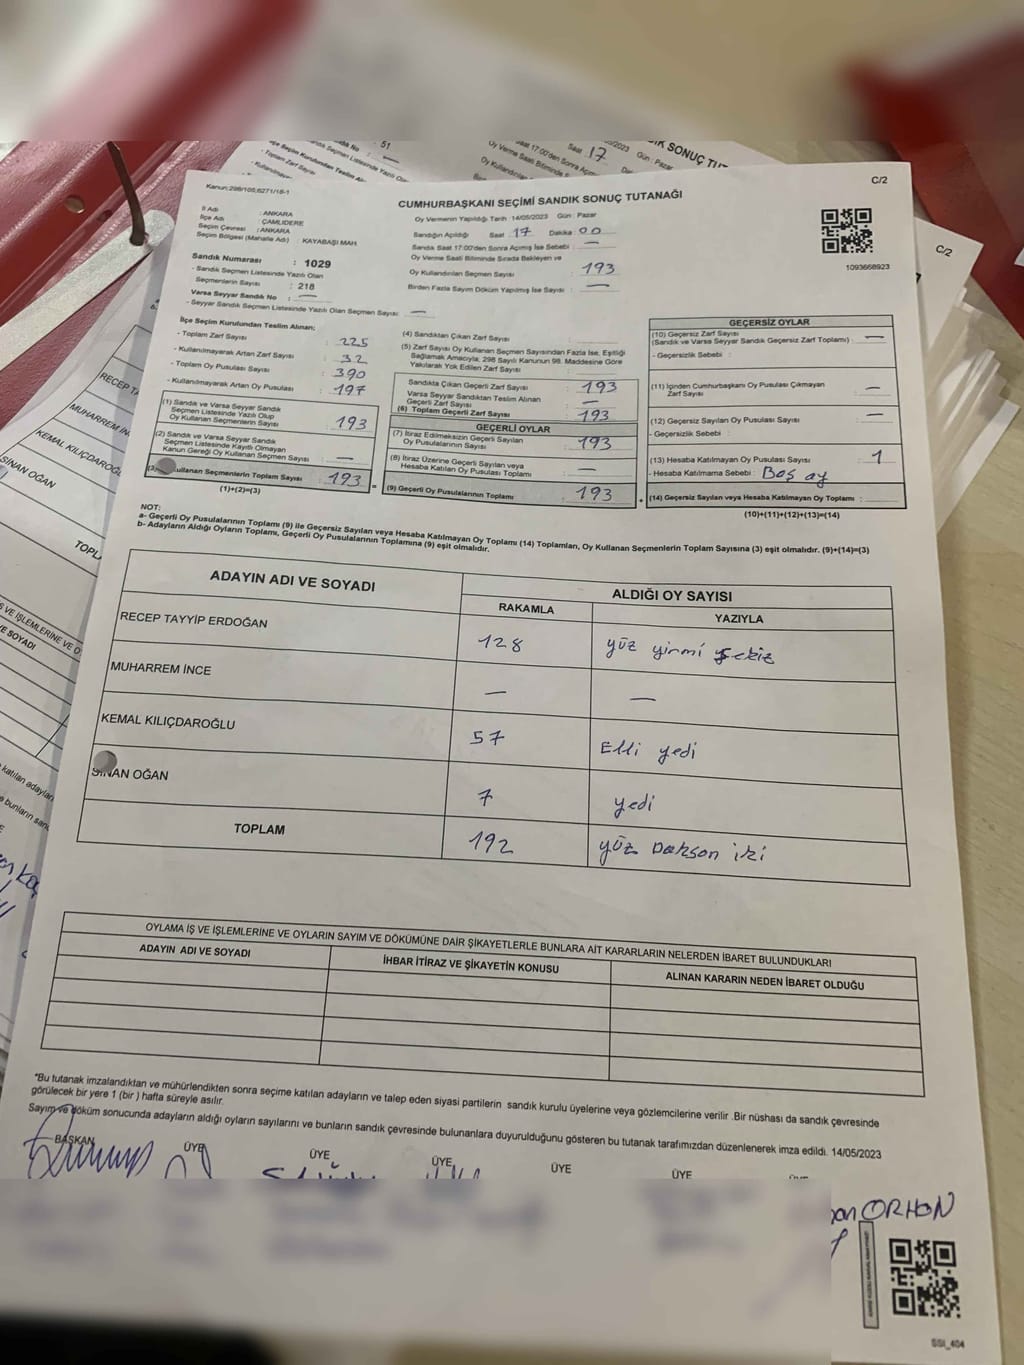 51
Saat 17
IK SONUÇ TU
C/2
Kanun:298/105,6271/18-1
CUMHURBAŞKANI SEÇİMİ SANDIK SONUÇ TUTANAĞI
C/2
İl Adı : ANKARA
İlçe Adı : ÇAMLIDERE
Seçim Çevresi : ANKARA
Seçim Bölgesi (Mahalle Adı) : KAYABAŞI MAH.
Oy Vermenin Yapıldığı Tarih :14/05/2023 Gün : Pazar
Sandığın Açıldığı Saat : 17 Dakika : 00
Sandık Saat 17:00'den Sonra Açılmış İse Sebebi : —
Oy Verme Saati Bitiminde Sırada Bekleyen ve
Oy Kullandırılan Seçmen Sayısı : 193
Birden Fazla Sayım Döküm Yapılmış İse Sayısı : —
1093668923
Sandık Numarası : 1029
- Sandık Seçmen Listesinde Yazılı Olan
Seçmenlerin Sayısı : 218
Varsa Seyyar Sandık No : —
- Seyyar Sandık Seçmen Listesinde Yazılı Olan Seçmen Sayısı : —
İlçe Seçim Kurulundan Teslim Alınan;
- Toplam Zarf Sayısı : 225
- Kullanılmayarak Artan Zarf Sayısı : 32
- Toplam Oy Pusulası : 390
- Kullanılmayarak Artan Oy Pusulası : 197
(1) Sandık ve Varsa Seyyar Sandık
Seçmen Listesinde Yazılı Olup
Oy Kullanan Seçmenlerin Sayısı : 193
(2) Sandık ve Varsa Seyyar Sandık
Seçmen Listesinde Kayıtlı Olmayan
Kanun Gereği Oy Kullanan Seçmen Sayısı : —
Kullanan Seçmenlerin Toplam Sayısı : 193
(1)+(2)=(3)
(4) Sandıktan Çıkan Zarf Sayısı :
(5) Zarf Sayısı Oy Kullanan Seçmen Sayısından Fazla İse, Eşitliği
Sağlamak Amacıyla; 298 Sayılı Kanunun 98. Maddesine Göre
Yakılarak Yok Edilen Zarf Sayısı :
Sandıkta Çıkan Geçerli Zarf Sayısı : 193
Varsa Seyyar Sandıktan Teslim Alınan
Geçerli Zarf Sayısı : —
(6) Toplam Geçerli Zarf Sayısı : 193
GEÇERLİ OYLAR
(7) İtiraz Edilmeksizin Geçerli Sayılan
Oy Pusulalarının Sayısı : 193
(8) İtiraz Üzerine Geçerli Sayılan veya
Hesaba Katılan Oy Pusulası Toplamı : —
(9) Geçerli Oy Pusulalarının Toplamı : 193
GEÇERSİZ OYLAR
(10) Geçersiz Zarf Sayısı
(Sandık ve Varsa Seyyar Sandık Geçersiz Zarf Toplamı) : —
- Geçersizlik Sebebi :
(11) İçinden Cumhurbaşkanı Oy Pusulası Çıkmayan
Zarf Sayısı : —
(12) Geçersiz Sayılan Oy Pusulası Sayısı : —
- Geçersizlik Sebebi :
(13) Hesaba Katılmayan Oy Pusulası Sayısı : 1
- Hesaba Katılmama Sebebi : Boş oy
(14) Geçersiz Sayılan veya Hesaba Katılmayan Oy Toplamı :
(10)+(11)+(12)+(13)=(14)
NOT:
a- Geçerli Oy Pusulalarının Toplamı (9) ile Geçersiz Sayılan veya Hesaba Katılmayan Oy Toplamı (14) Toplamları, Oy Kullanan Seçmenlerin Toplam Sayısına (3) eşit olmalıdır. (9)+(14)=(3)
b- Adayların Aldığı Oyların Toplamı, Geçerli Oy Pusulalarının Toplamına (9) eşit olmalıdır.
ADAYIN ADI VE SOYADI
ALDIĞI OY SAYISI
RAKAMLA YAZIYLA
RECEP TAYYİP ERDOĞAN 128 yüz yirmi sekiz
MUHARREM İNCE — —
KEMAL KILIÇDAROĞLU 57 Elli yedi
SİNAN OĞAN 7 yedi
TOPLAM 192 yüz Doksan iki
OYLAMA İŞ VE İŞLEMLERİNE VE OYLARIN SAYIM VE DÖKÜMÜNE DAİR ŞİKAYETLERLE BUNLARA AİT KARARLARIN NELERDEN İBARET BULUNDUKLARI
ADAYIN ADI VE SOYADI İHBAR İTİRAZ VE ŞİKAYETİN KONUSU ALINAN KARARIN NEDEN İBARET OLDUĞU
*Bu tutanak imzalandıktan ve mühürlendikten sonra seçime katılan adayların ve talep eden siyasi partilerin sandık kurulu üyelerine veya gözlemcilerine verilir .Bir nüshası da sandık çevresinde
görülecek bir yere 1 (bir ) hafta süreyle asılır.
Sayım ve döküm sonucunda adayların aldığı oyların sayılarını ve bunların sandık çevresinde bulunanlara duyurulduğunu gösteren bu tutanak tarafımızdan düzenlenerek imza edildi. 14/05/2023
BAŞKAN ÜYE ÜYE ÜYE ÜYE ÜYE
ORHON
SSI_404